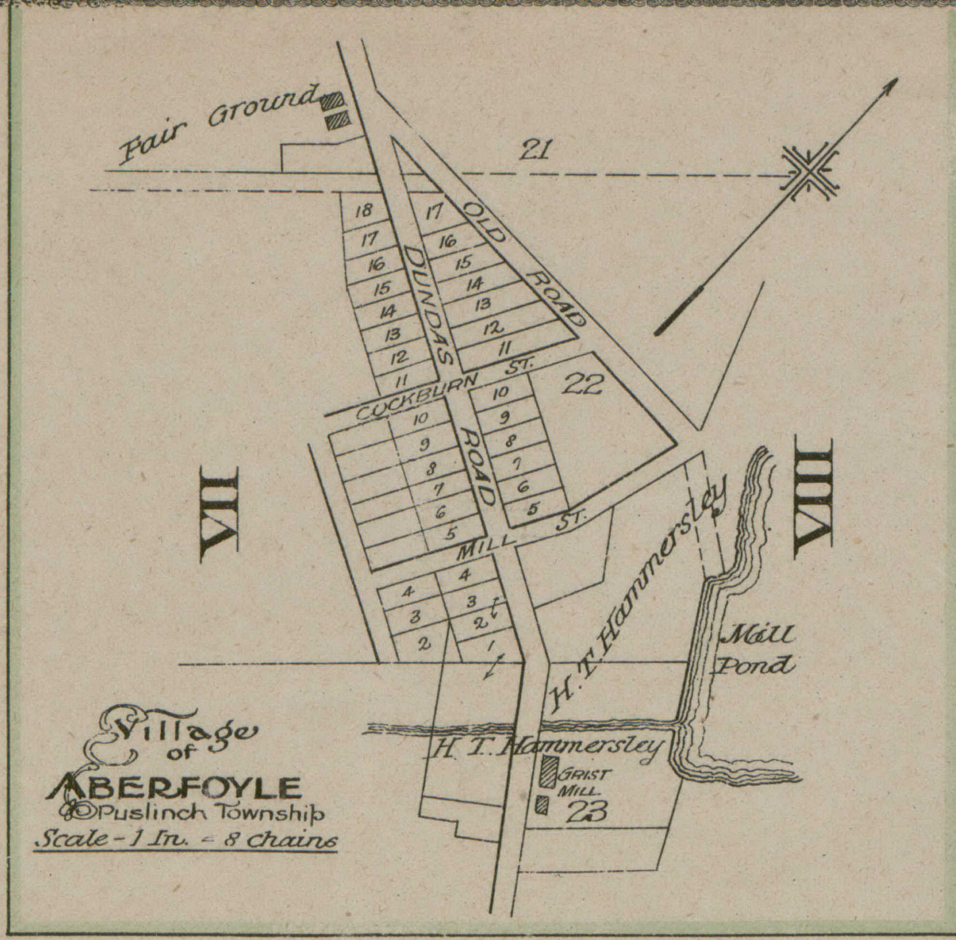 Fair Ground
21
18
17
16
15
14
13
12
11
17
16
15
14
13
12
11
OLD ROAD
DUNDAS ROAD
COCKBURN ST.
22
10
9
8
7
6
5
10
9
8
7
6
5
MILL ST.
4
3
2
4
3
2
1
VII
VIII
H. T. Hammersley
Mill
Pond
H. T. Hammersley
GRIST
MILL
23
Village
of
ABERFOYLE
Puslinch Township
Scale - 1 In. = 8 chains